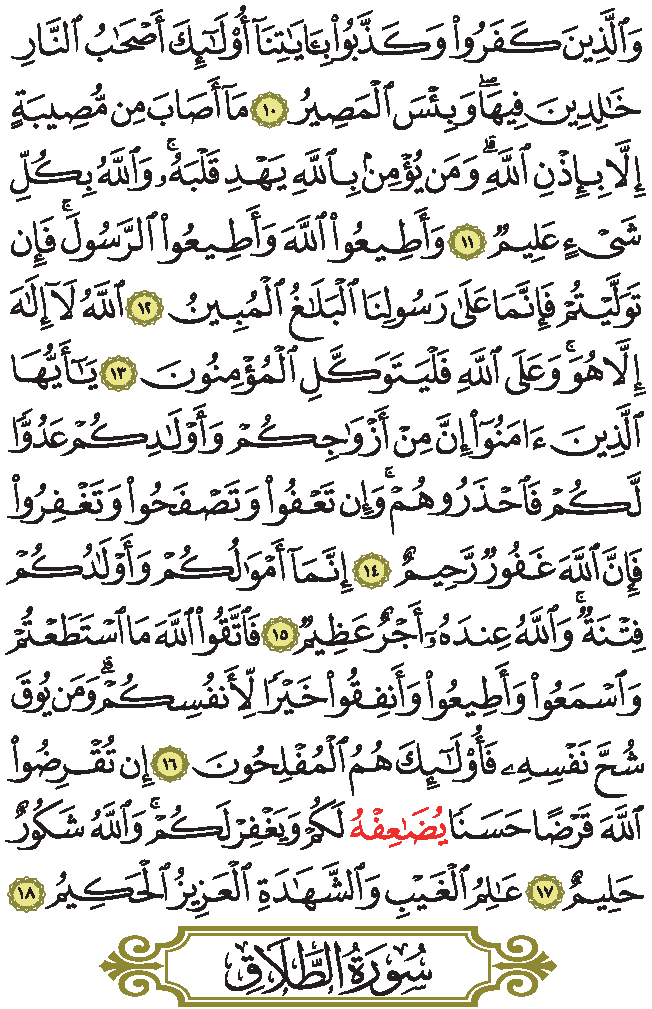 وَٱلَّذِينَ كَفَرُوا۟ وَكَذَّبُوا۟ بِـَٔايَٰتِنَآ أُو۟لَٰٓئِكَ أَصْحَٰبُ ٱلنَّارِ
خَٰلِدِينَ فِيهَا ۖ وَبِئْسَ ٱلْمَصِيرُ ١٠ مَآ أَصَابَ مِن مُّصِيبَةٍ
إِلَّا بِإِذْنِ ٱللَّهِ ۗ وَمَن يُؤْمِنۢ بِٱللَّهِ يَهْدِ قَلْبَهُۥ ۚ وَٱللَّهُ بِكُلِّ
شَىْءٍ عَلِيمٌ ١١ وَأَطِيعُوا۟ ٱللَّهَ وَأَطِيعُوا۟ ٱلرَّسُولَ ۚ فَإِن
تَوَلَّيْتُمْ فَإِنَّمَا عَلَىٰ رَسُولِنَا ٱلْبَلَٰغُ ٱلْمُبِينُ ١٢ ٱللَّهُ لَآ إِلَٰهَ
إِلَّا هُوَ ۚ وَعَلَى ٱللَّهِ فَلْيَتَوَكَّلِ ٱلْمُؤْمِنُونَ ١٣ يَٰٓأَيُّهَا
ٱلَّذِينَ ءَامَنُوٓا۟ إِنَّ مِنْ أَزْوَٰجِكُمْ وَأَوْلَٰدِكُمْ عَدُوًّا
لَّكُمْ فَٱحْذَرُوهُمْ ۚ وَإِن تَعْفُوا۟ وَتَصْفَحُوا۟ وَتَغْفِرُوا۟
فَإِنَّ ٱللَّهَ غَفُورٌ رَّحِيمٌ ١٤ إِنَّمَآ أَمْوَٰلُكُمْ وَأَوْلَٰدُكُمْ
فِتْنَةٌ ۚ وَٱللَّهُ عِندَهُۥٓ أَجْرٌ عَظِيمٌ ١٥ فَٱتَّقُوا۟ ٱللَّهَ مَا ٱسْتَطَعْتُمْ
وَٱسْمَعُوا۟ وَأَطِيعُوا۟ وَأَنفِقُوا۟ خَيْرًا لِّأَنفُسِكُمْ ۗ وَمَن يُوقَ
شُحَّ نَفْسِهِۦ فَأُو۟لَٰٓئِكَ هُمُ ٱلْمُفْلِحُونَ ١٦ إِن تُقْرِضُوا۟
ٱللَّهَ قَرْضًا حَسَنًا يُضَٰعِفْهُ لَكُمْ وَيَغْفِرْ لَكُمْ ۚ وَٱللَّهُ شَكُورٌ
حَلِيمٌ ١٧ عَٰلِمُ ٱلْغَيْبِ وَٱلشَّهَٰدَةِ ٱلْعَزِيزُ ٱلْحَكِيمُ ١٨
سُورَةُ الطَّلَاقِ